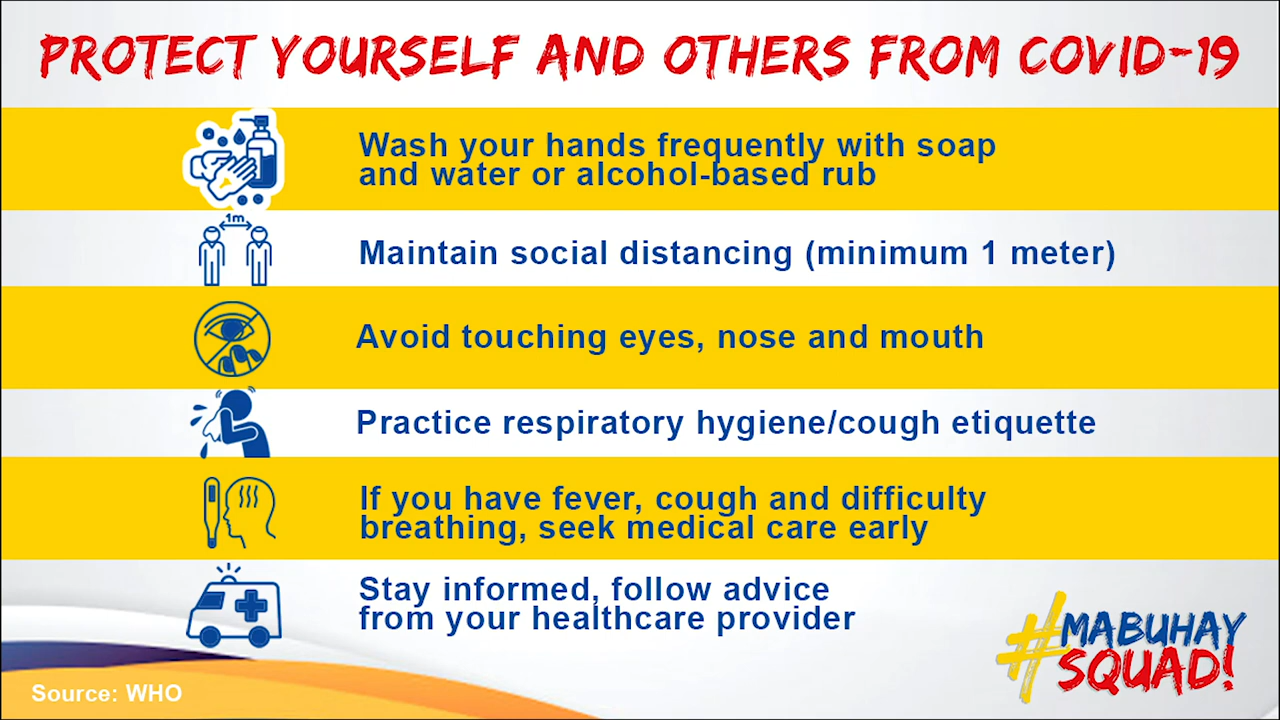 PROTECT YOURSELF AND OTHERS FROM COVID-19
Wash your hands frequently with soap
and water or alcohol-based rub
1m
Maintain social distancing (minimum 1 meter)
Avoid touching eyes, nose and mouth
Practice respiratory hygiene/cough etiquette
If you have fever, cough and difficulty
breathing, seek medical care early
Stay informed, follow advice
from your healthcare provider
#MABUHAY
SQUAD!
Source: WHO